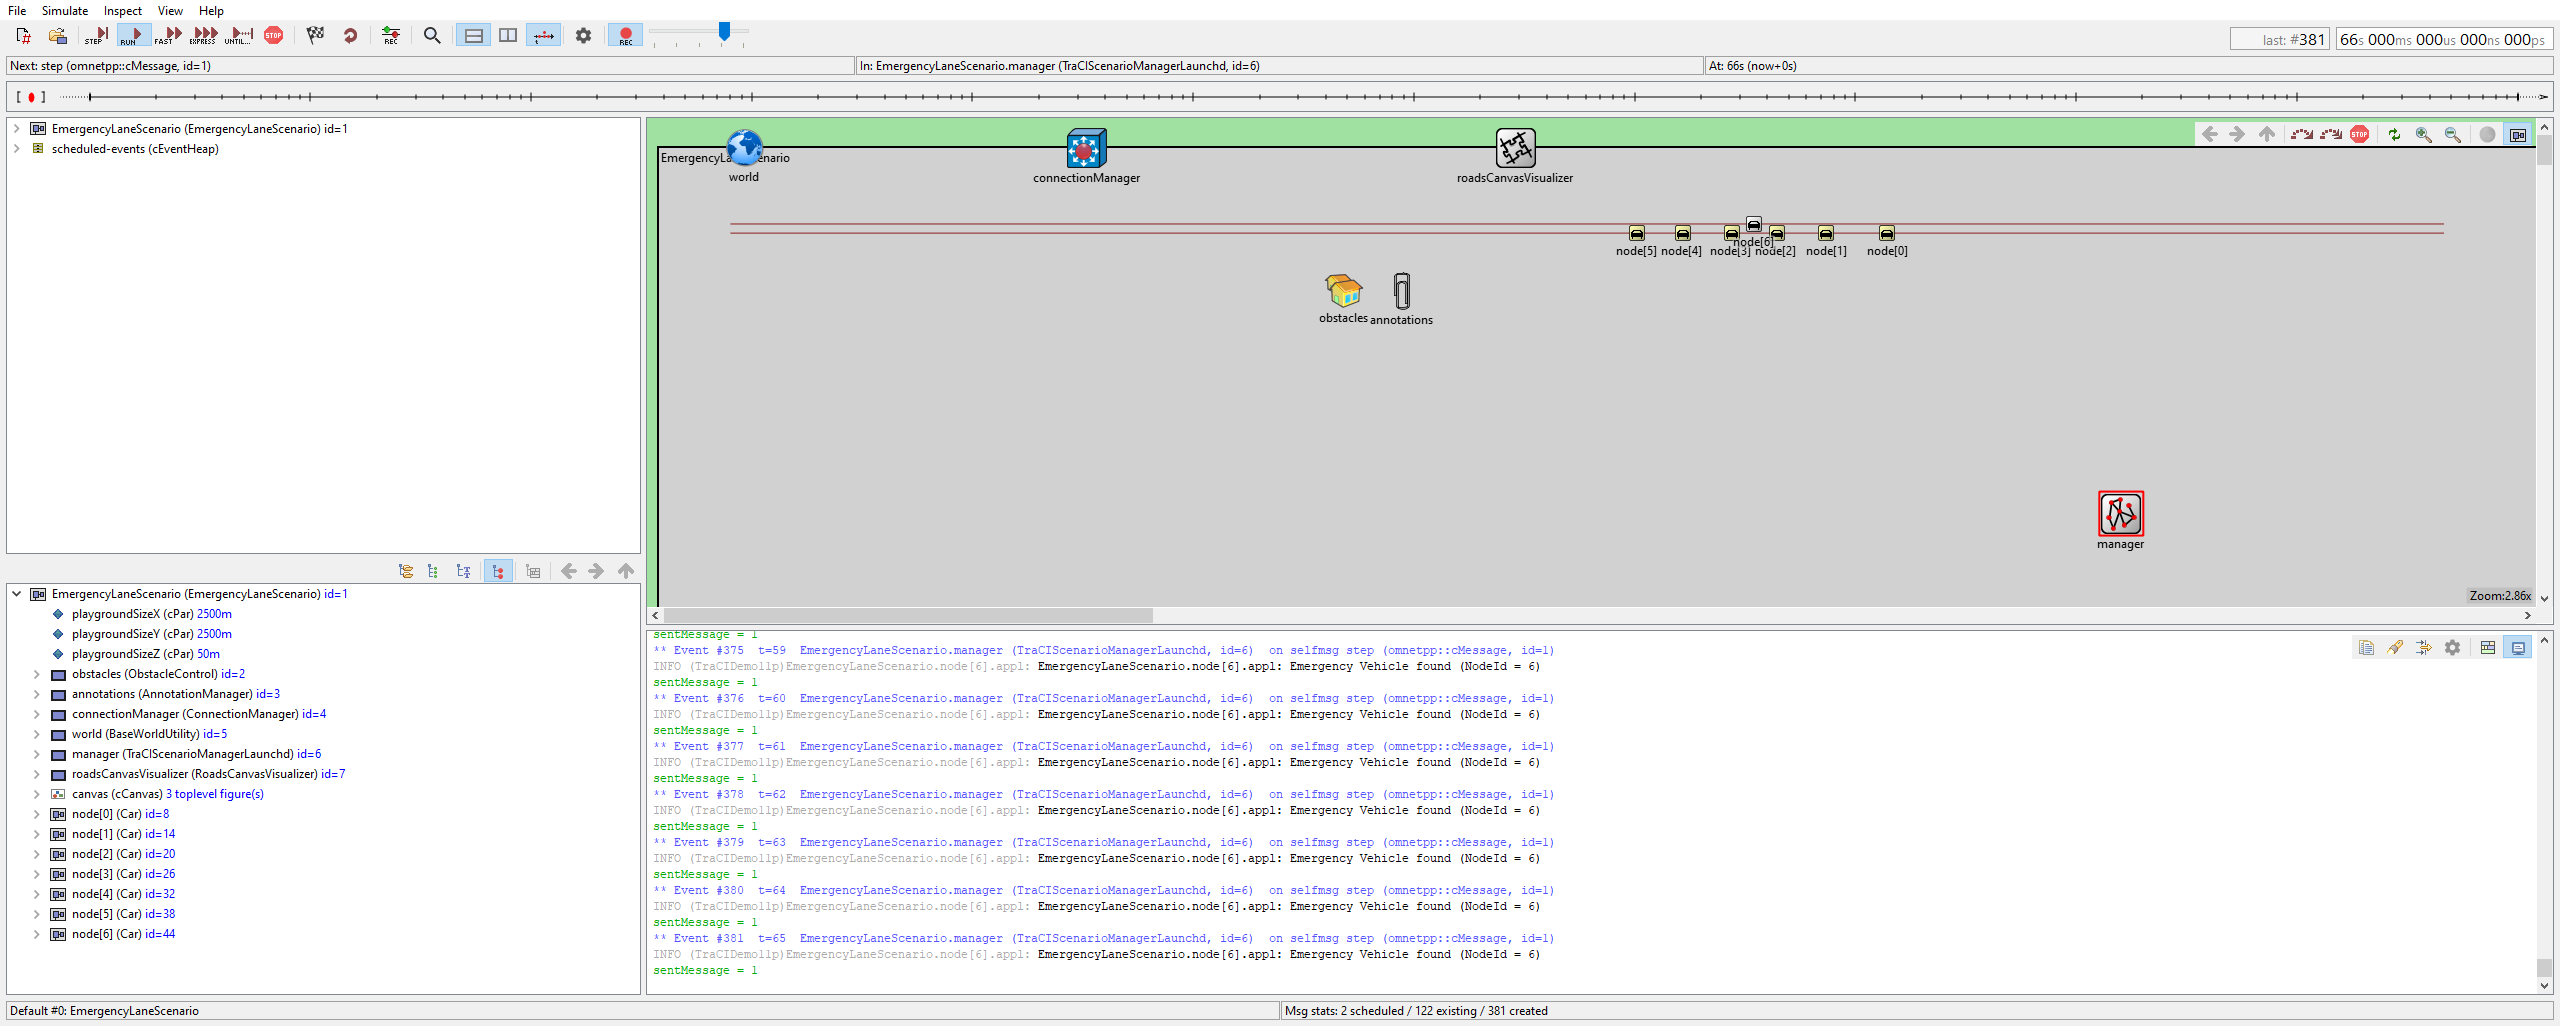 File Simulate Inspect View Help
STEP RUN FAST EXPRESS UNTIL... STOP REC REC
last: #381 66s 000ms 000us 000ns 000ps
Next: step (omnetpp::cMessage, id=1) In: EmergencyLaneScenario.manager (TraCIScenarioManagerLaunchd, id=6) At: 66s (now+0s)
EmergencyLaneScenario (EmergencyLaneScenario) id=1
scheduled-events (cEventHeap)
STOP
world connectionManager roadsCanvasVisualizer
node[5] node[4] node[3] node[6] node[2] node[1] node[0]
obstacles annotations
manager
Zoom:2.86x
EmergencyLaneScenario (EmergencyLaneScenario) id=1
playgroundSizeX (cPar) 2500m
playgroundSizeY (cPar) 2500m
playgroundSizeZ (cPar) 50m
obstacles (ObstacleControl) id=2
annotations (AnnotationManager) id=3
connectionManager (ConnectionManager) id=4
world (BaseWorldUtility) id=5
manager (TraCIScenarioManagerLaunchd) id=6
roadsCanvasVisualizer (RoadsCanvasVisualizer) id=7
canvas (cCanvas) 3 toplevel figure(s)
node[0] (Car) id=8
node[1] (Car) id=14
node[2] (Car) id=20
node[3] (Car) id=26
node[4] (Car) id=32
node[5] (Car) id=38
node[6] (Car) id=44
sentMessage = 1
** Event #375 t=59 EmergencyLaneScenario.manager (TraCIScenarioManagerLaunchd, id=6) on selfmsg step (omnetpp::cMessage, id=1)
INFO (TraCIDemo11p)EmergencyLaneScenario.node[6].appl: EmergencyLaneScenario.node[6].appl: Emergency Vehicle found (NodeId = 6)
sentMessage = 1
** Event #376 t=60 EmergencyLaneScenario.manager (TraCIScenarioManagerLaunchd, id=6) on selfmsg step (omnetpp::cMessage, id=1)
INFO (TraCIDemo11p)EmergencyLaneScenario.node[6].appl: EmergencyLaneScenario.node[6].appl: Emergency Vehicle found (NodeId = 6)
sentMessage = 1
** Event #377 t=61 EmergencyLaneScenario.manager (TraCIScenarioManagerLaunchd, id=6) on selfmsg step (omnetpp::cMessage, id=1)
INFO (TraCIDemo11p)EmergencyLaneScenario.node[6].appl: EmergencyLaneScenario.node[6].appl: Emergency Vehicle found (NodeId = 6)
sentMessage = 1
** Event #378 t=62 EmergencyLaneScenario.manager (TraCIScenarioManagerLaunchd, id=6) on selfmsg step (omnetpp::cMessage, id=1)
INFO (TraCIDemo11p)EmergencyLaneScenario.node[6].appl: EmergencyLaneScenario.node[6].appl: Emergency Vehicle found (NodeId = 6)
sentMessage = 1
** Event #379 t=63 EmergencyLaneScenario.manager (TraCIScenarioManagerLaunchd, id=6) on selfmsg step (omnetpp::cMessage, id=1)
INFO (TraCIDemo11p)EmergencyLaneScenario.node[6].appl: EmergencyLaneScenario.node[6].appl: Emergency Vehicle found (NodeId = 6)
sentMessage = 1
** Event #380 t=64 EmergencyLaneScenario.manager (TraCIScenarioManagerLaunchd, id=6) on selfmsg step (omnetpp::cMessage, id=1)
INFO (TraCIDemo11p)EmergencyLaneScenario.node[6].appl: EmergencyLaneScenario.node[6].appl: Emergency Vehicle found (NodeId = 6)
sentMessage = 1
** Event #381 t=65 EmergencyLaneScenario.manager (TraCIScenarioManagerLaunchd, id=6) on selfmsg step (omnetpp::cMessage, id=1)
INFO (TraCIDemo11p)EmergencyLaneScenario.node[6].appl: EmergencyLaneScenario.node[6].appl: Emergency Vehicle found (NodeId = 6)
sentMessage = 1
Default #0: EmergencyLaneScenario Msg stats: 2 scheduled / 122 existing / 381 created